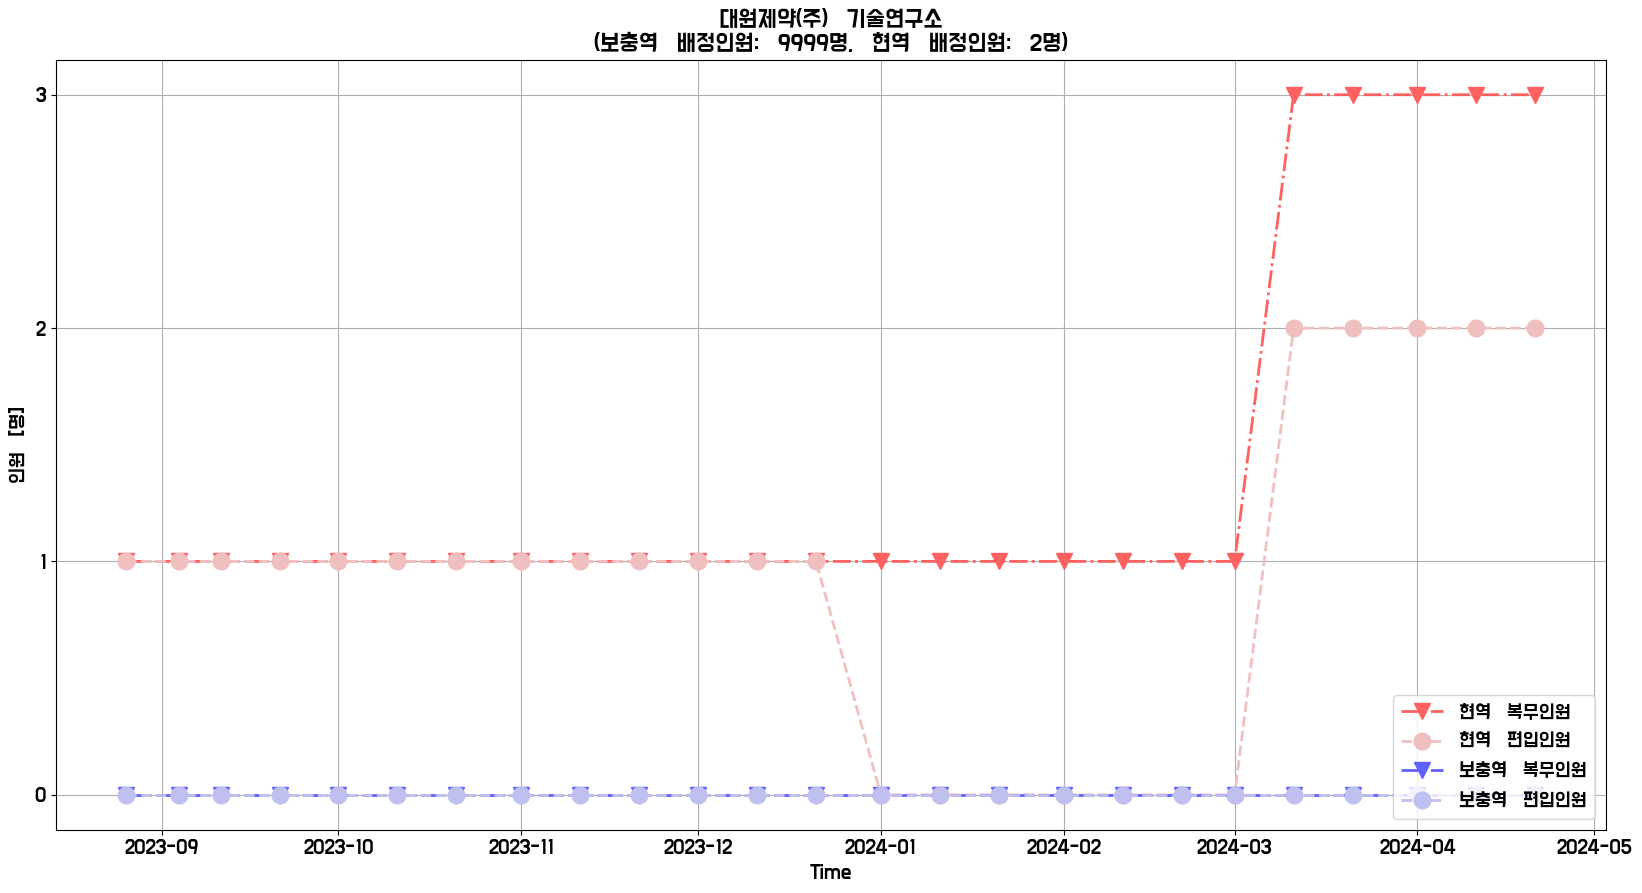 대원제약(주) 기술연구소
(보충역 배정인원: 9999명, 현역 배정인원: 2명)
인원 [명]
3
2
1
0
현역 복무인원
현역 편입인원
보충역 복무인원
보충역 편입인원
2023-09 2023-10 2023-11 2023-12 2024-01 2024-02 2024-03 2024-04 2024-05
Time